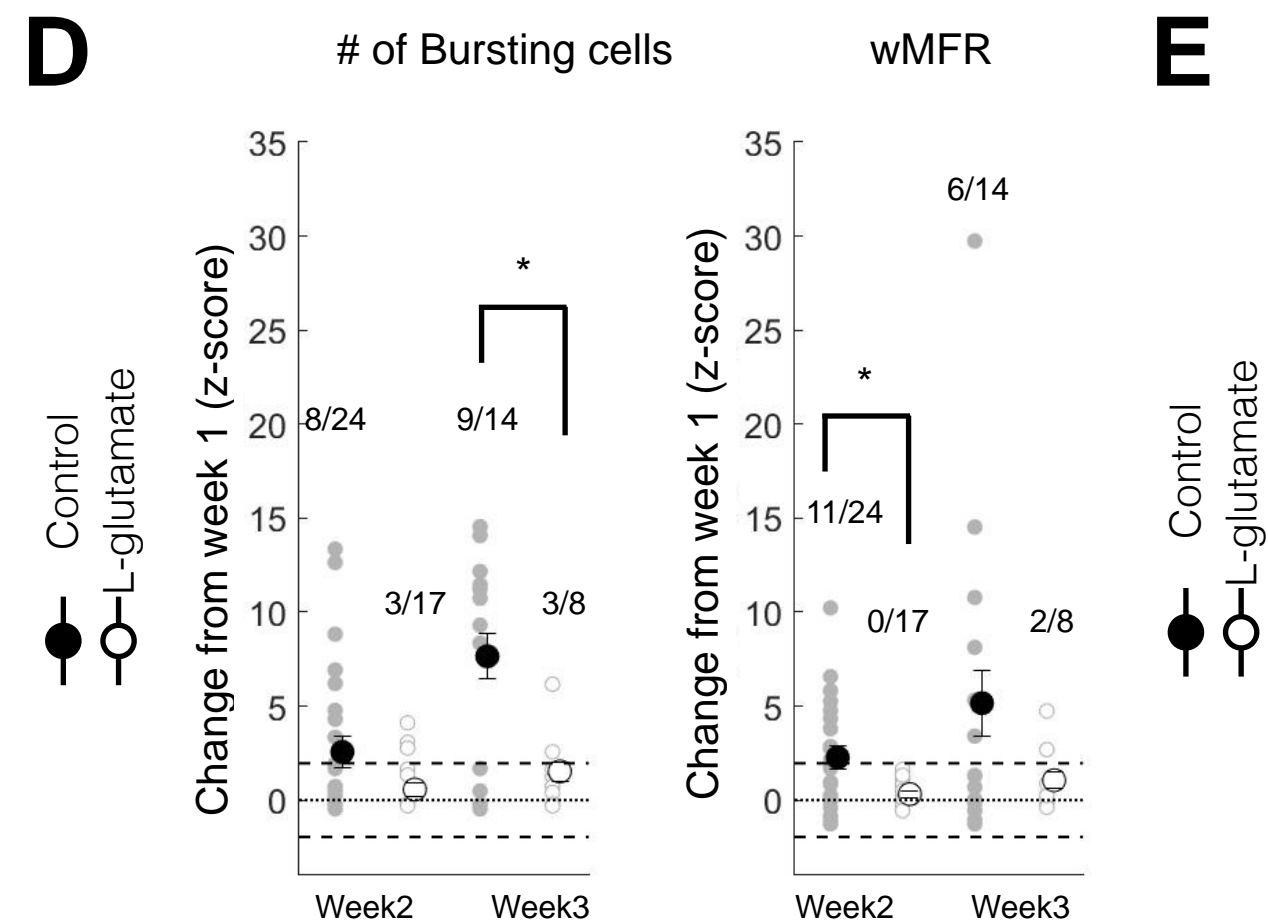 D
# of Bursting cells
wMFR
E
Control
L-glutamate
Change from week 1 (z-score)
35
30
25
20
15
10
5
0
8/24
3/17
9/14
*
3/8
Week2
Week3
Change from week 1 (z-score)
35
30
25
20
15
10
5
0
*
11/24
0/17
6/14
2/8
Week2
Week3
Control
L-glutamate